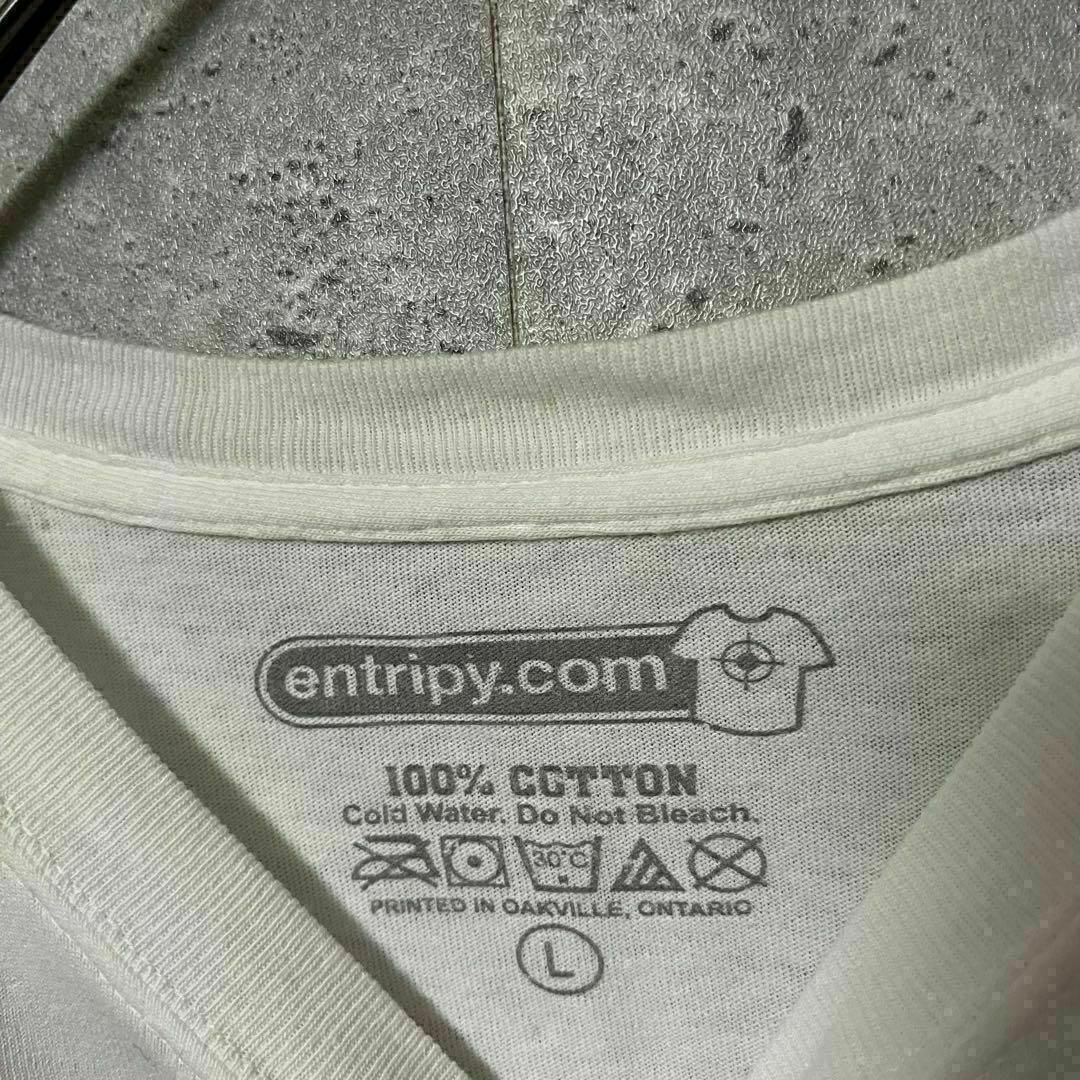 entripy.com
100% COTTON
Cold Water. Do Not Bleach.
30°C
PRINTED IN OAKVILLE, ONTARIO
L